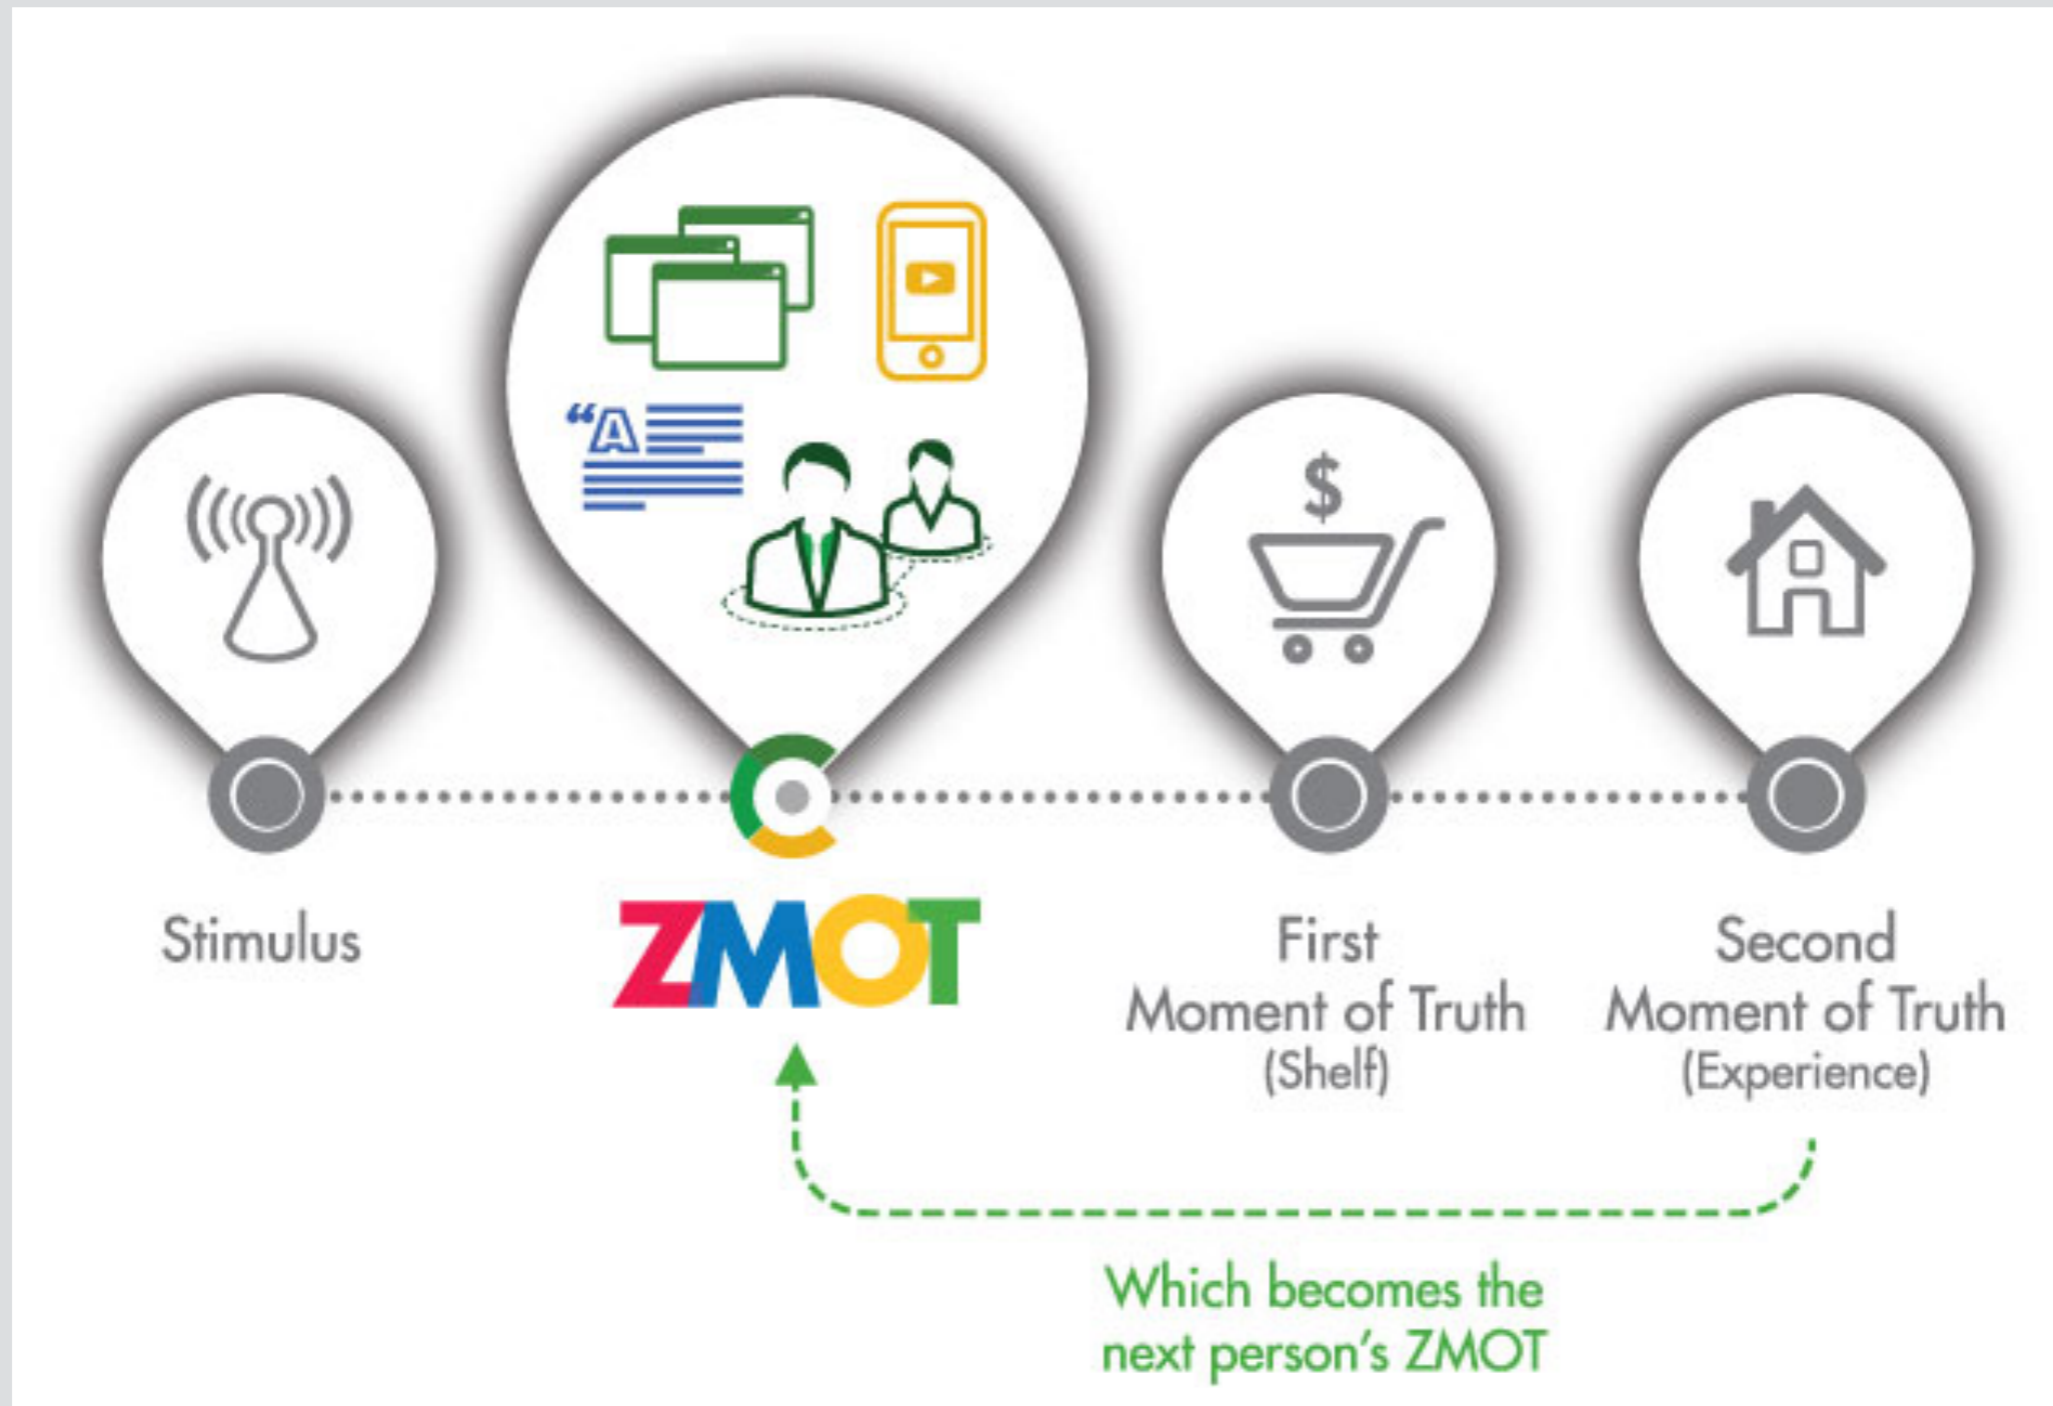 “A
$
Stimulus
ZMOT
First
Moment of Truth
(Shelf)
Second
Moment of Truth
(Experience)
Which becomes the
next person's ZMOT